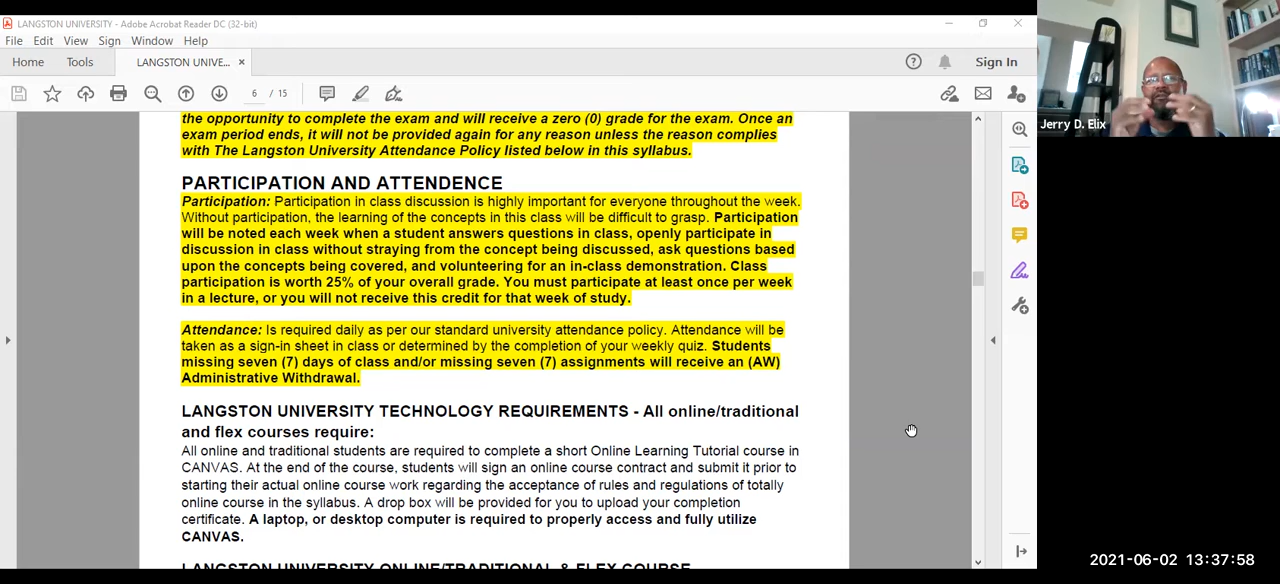 LANGSTON UNIVERSITY - Adobe Acrobat Reader DC (32-bit)
File Edit View Sign Window Help
Home Tools LANGSTON UNIVE... × Sign In
6 / 15
the opportunity to complete the exam and will receive a zero (0) grade for the exam. Once an
exam period ends, it will not be provided again for any reason unless the reason complies
with The Langston University Attendance Policy listed below in this syllabus.
PARTICIPATION AND ATTENDENCE
Participation: Participation in class discussion is highly important for everyone throughout the week.
Without participation, the learning of the concepts in this class will be difficult to grasp. Participation
will be noted each week when a student answers questions in class, openly participate in
discussion in class without straying from the concept being discussed, ask questions based
upon the concepts being covered, and volunteering for an in-class demonstration. Class
participation is worth 25% of your overall grade. You must participate at least once per week
in a lecture, or you will not receive this credit for that week of study.
Attendance: Is required daily as per our standard university attendance policy. Attendance will be
taken as a sign-in sheet in class or determined by the completion of your weekly quiz. Students
missing seven (7) days of class and/or missing seven (7) assignments will receive an (AW)
Administrative Withdrawal.
LANGSTON UNIVERSITY TECHNOLOGY REQUIREMENTS - All online/traditional
and flex courses require:
All online and traditional students are required to complete a short Online Learning Tutorial course in
CANVAS. At the end of the course, students will sign an online course contract and submit it prior to
starting their actual online course work regarding the acceptance of rules and regulations of totally
online course in the syllabus. A drop box will be provided for you to upload your completion
certificate. A laptop, or desktop computer is required to properly access and fully utilize
CANVAS.
LANGSTON UNIVERSITY ONLINE/TRADITIONAL & FLEX COURSE
Jerry D. Elix
2021-06-02 13:37:58